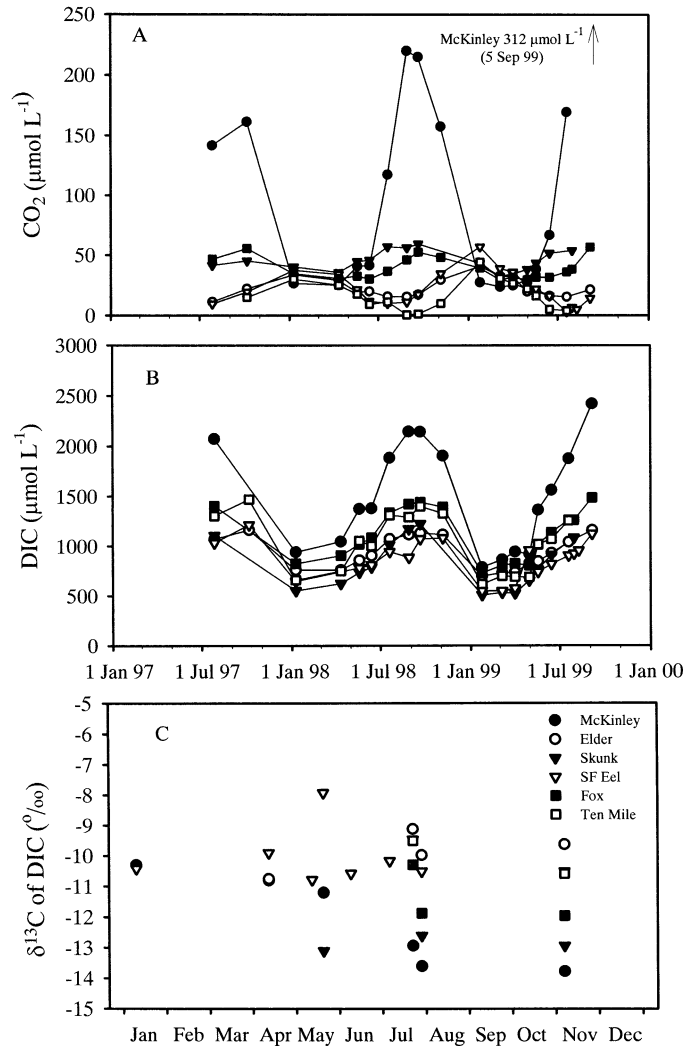 250
A
McKinley 312 µmol L⁻¹
(5 Sep 99)
200
150
100
50
0
CO₂ (µmol L⁻¹)
3000
B
2500
2000
1500
1000
500
0
DIC (µmol L⁻¹)
1 Jan 97 1 Jul 97 1 Jan 98 1 Jul 98 1 Jan 99 1 Jul 99 1 Jan 00
-5
C
-6
-7
-8
-9
-10
-11
-12
-13
-14
-15
δ¹³C of DIC (⁰/₀₀)
McKinley
Elder
Skunk
SF Eel
Fox
Ten Mile
Jan Feb Mar Apr May Jun Jul Aug Sep Oct Nov Dec